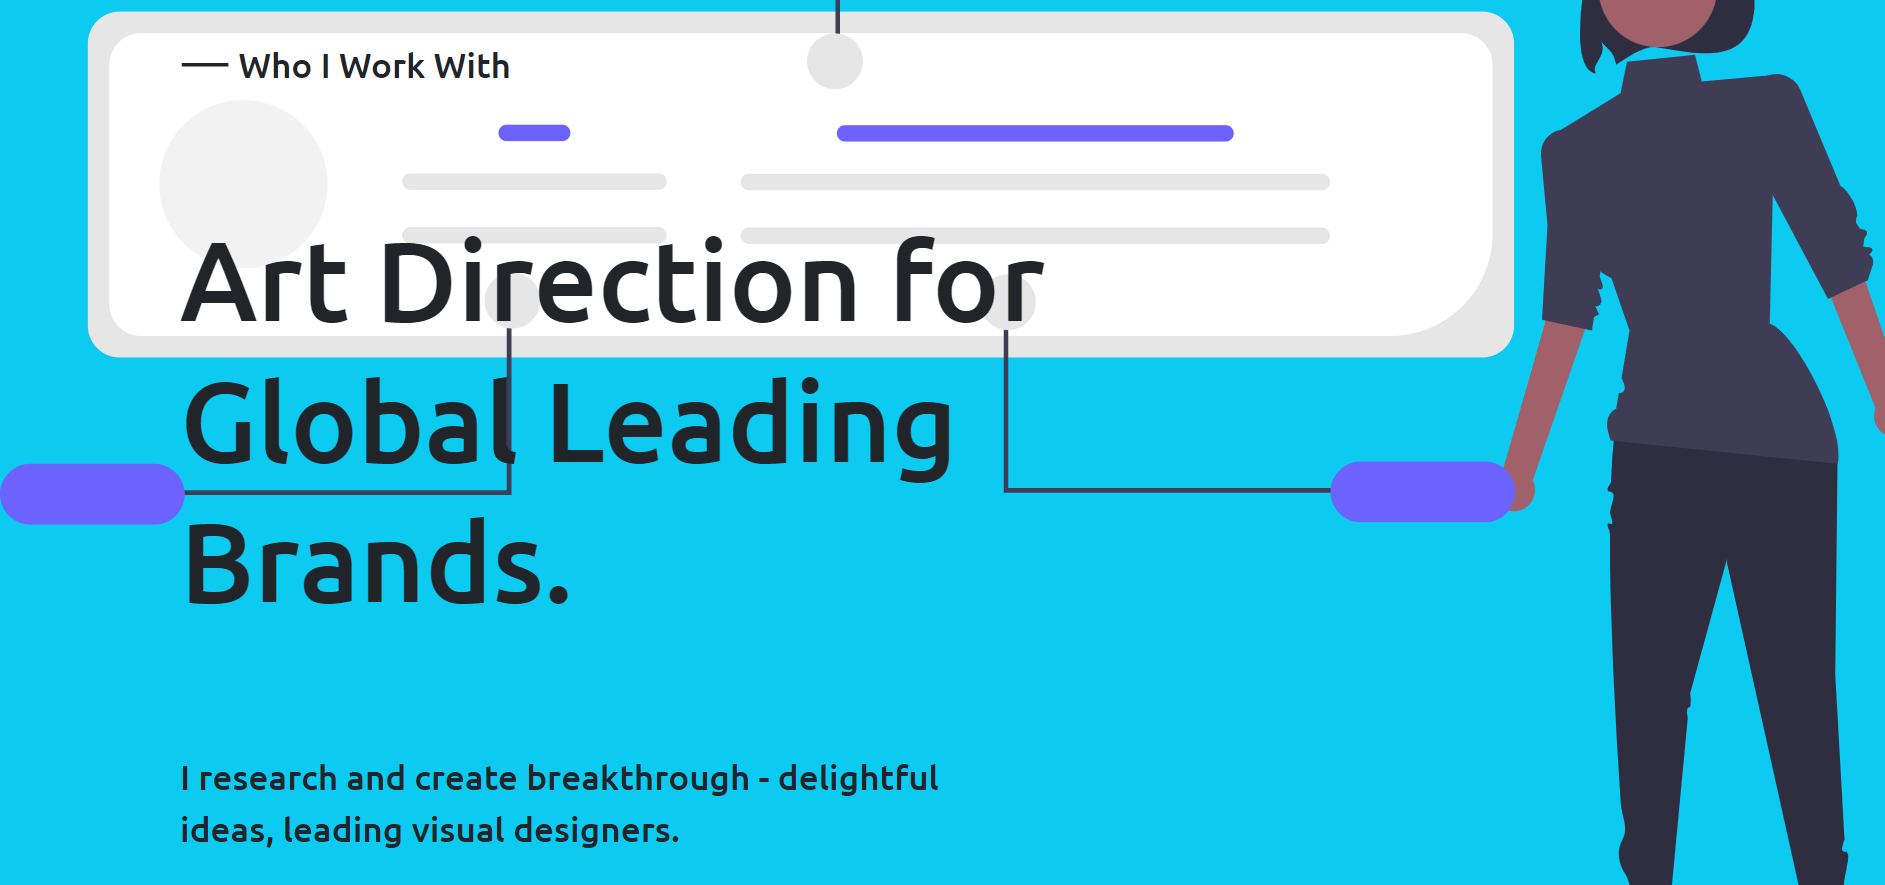 Who I Work With
Art Direction for
Global Leading
Brands.
I research and create breakthrough - delightful
ideas, leading visual designers.